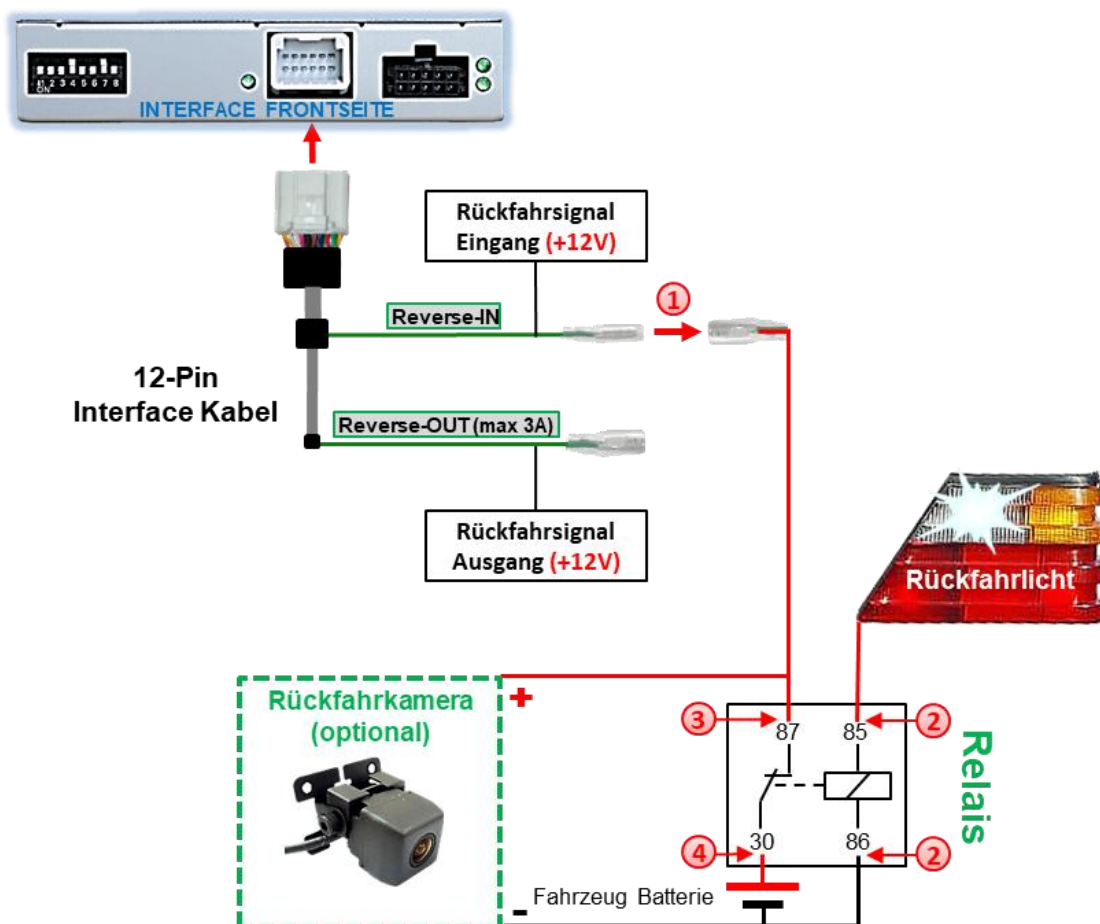 1 2 3 4 5 6 7 8
ON
INTERFACE FRONTSEITE
Rückfahrsignal
Eingang (+12V)
1
Reverse-IN
12-Pin
Interface Kabel
Reverse-OUT (max 3A)
Rückfahrsignal
Ausgang (+12V)
Rückfahrlicht
Rückfahrkamera
(optional)
+
3
87
85
2
Relais
4
30
86
2
- Fahrzeug Batterie